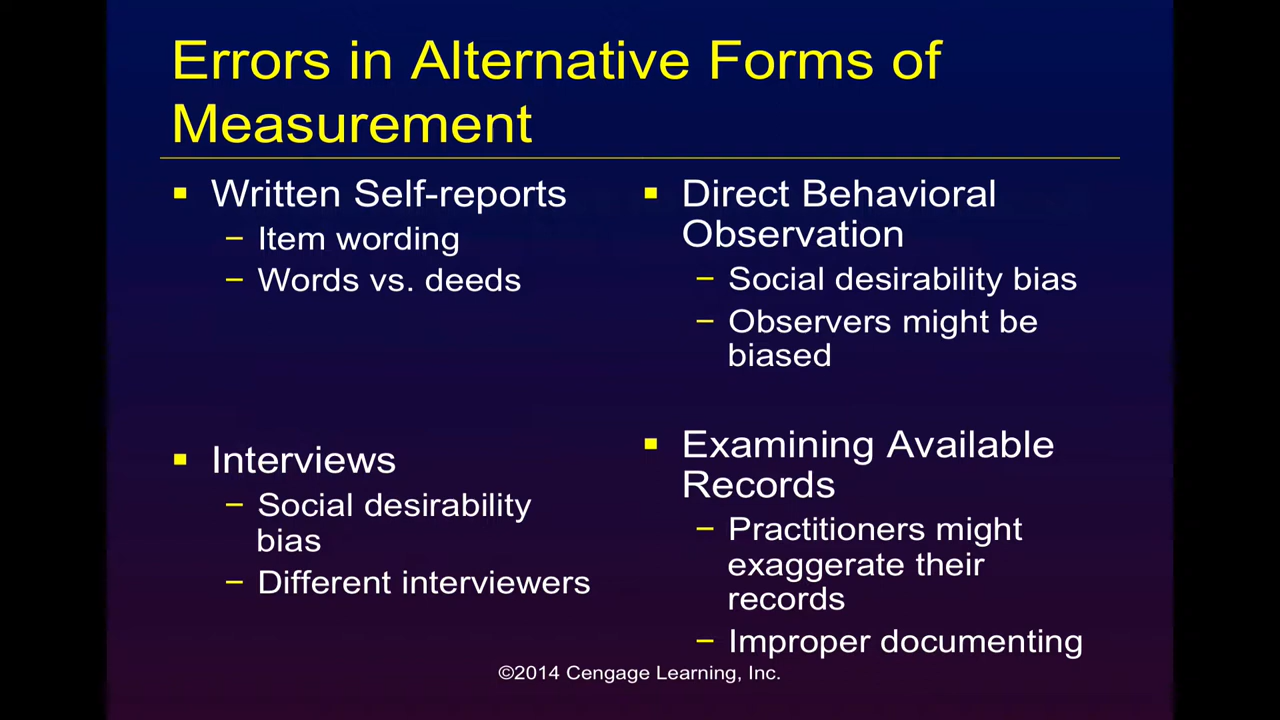 Errors in Alternative Forms of
Measurement
▪ Written Self-reports
– Item wording
– Words vs. deeds
▪ Interviews
– Social desirability
bias
– Different interviewers
▪ Direct Behavioral
Observation
– Social desirability bias
– Observers might be
biased
▪ Examining Available
Records
– Practitioners might
exaggerate their
records
– Improper documenting
©2014 Cengage Learning, Inc.